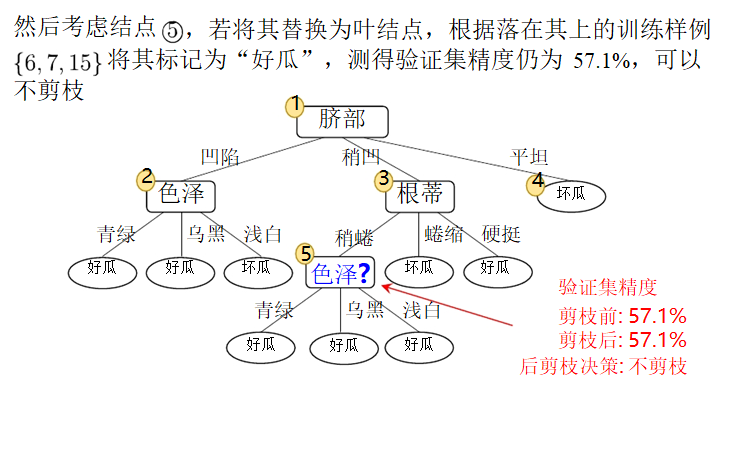 然后考虑结点⑤，若将其替换为叶结点，根据落在其上的训练样例
{6, 7, 15}将其标记为“好瓜”，测得验证集精度仍为 57.1%，可以
不剪枝
1
脐部
凹陷
稍凹
平坦
2
色泽
3
根蒂
4
坏瓜
青绿
乌黑
浅白
稍蜷
蜷缩
硬挺
好瓜
好瓜
坏瓜
5
色泽?
坏瓜
好瓜
青绿
乌黑
浅白
好瓜
好瓜
好瓜
验证集精度
剪枝前: 57.1%
剪枝后: 57.1%
后剪枝决策: 不剪枝